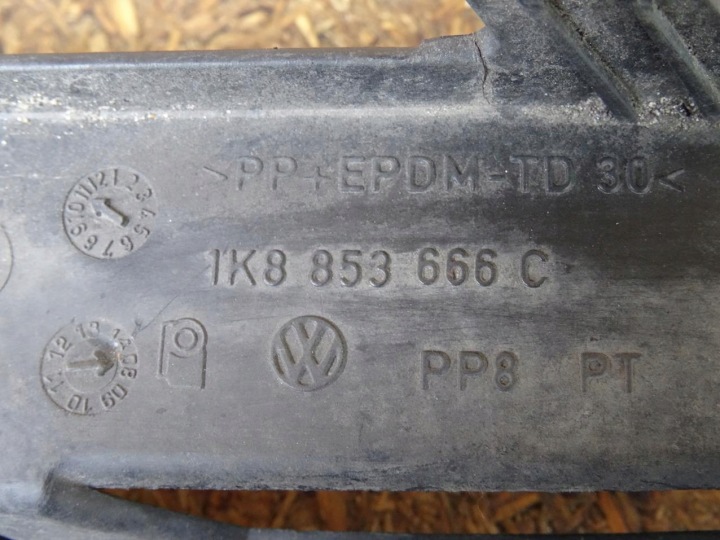 >PP+EPDM-TD 30<
1K8 853 666 C
PP8 PT